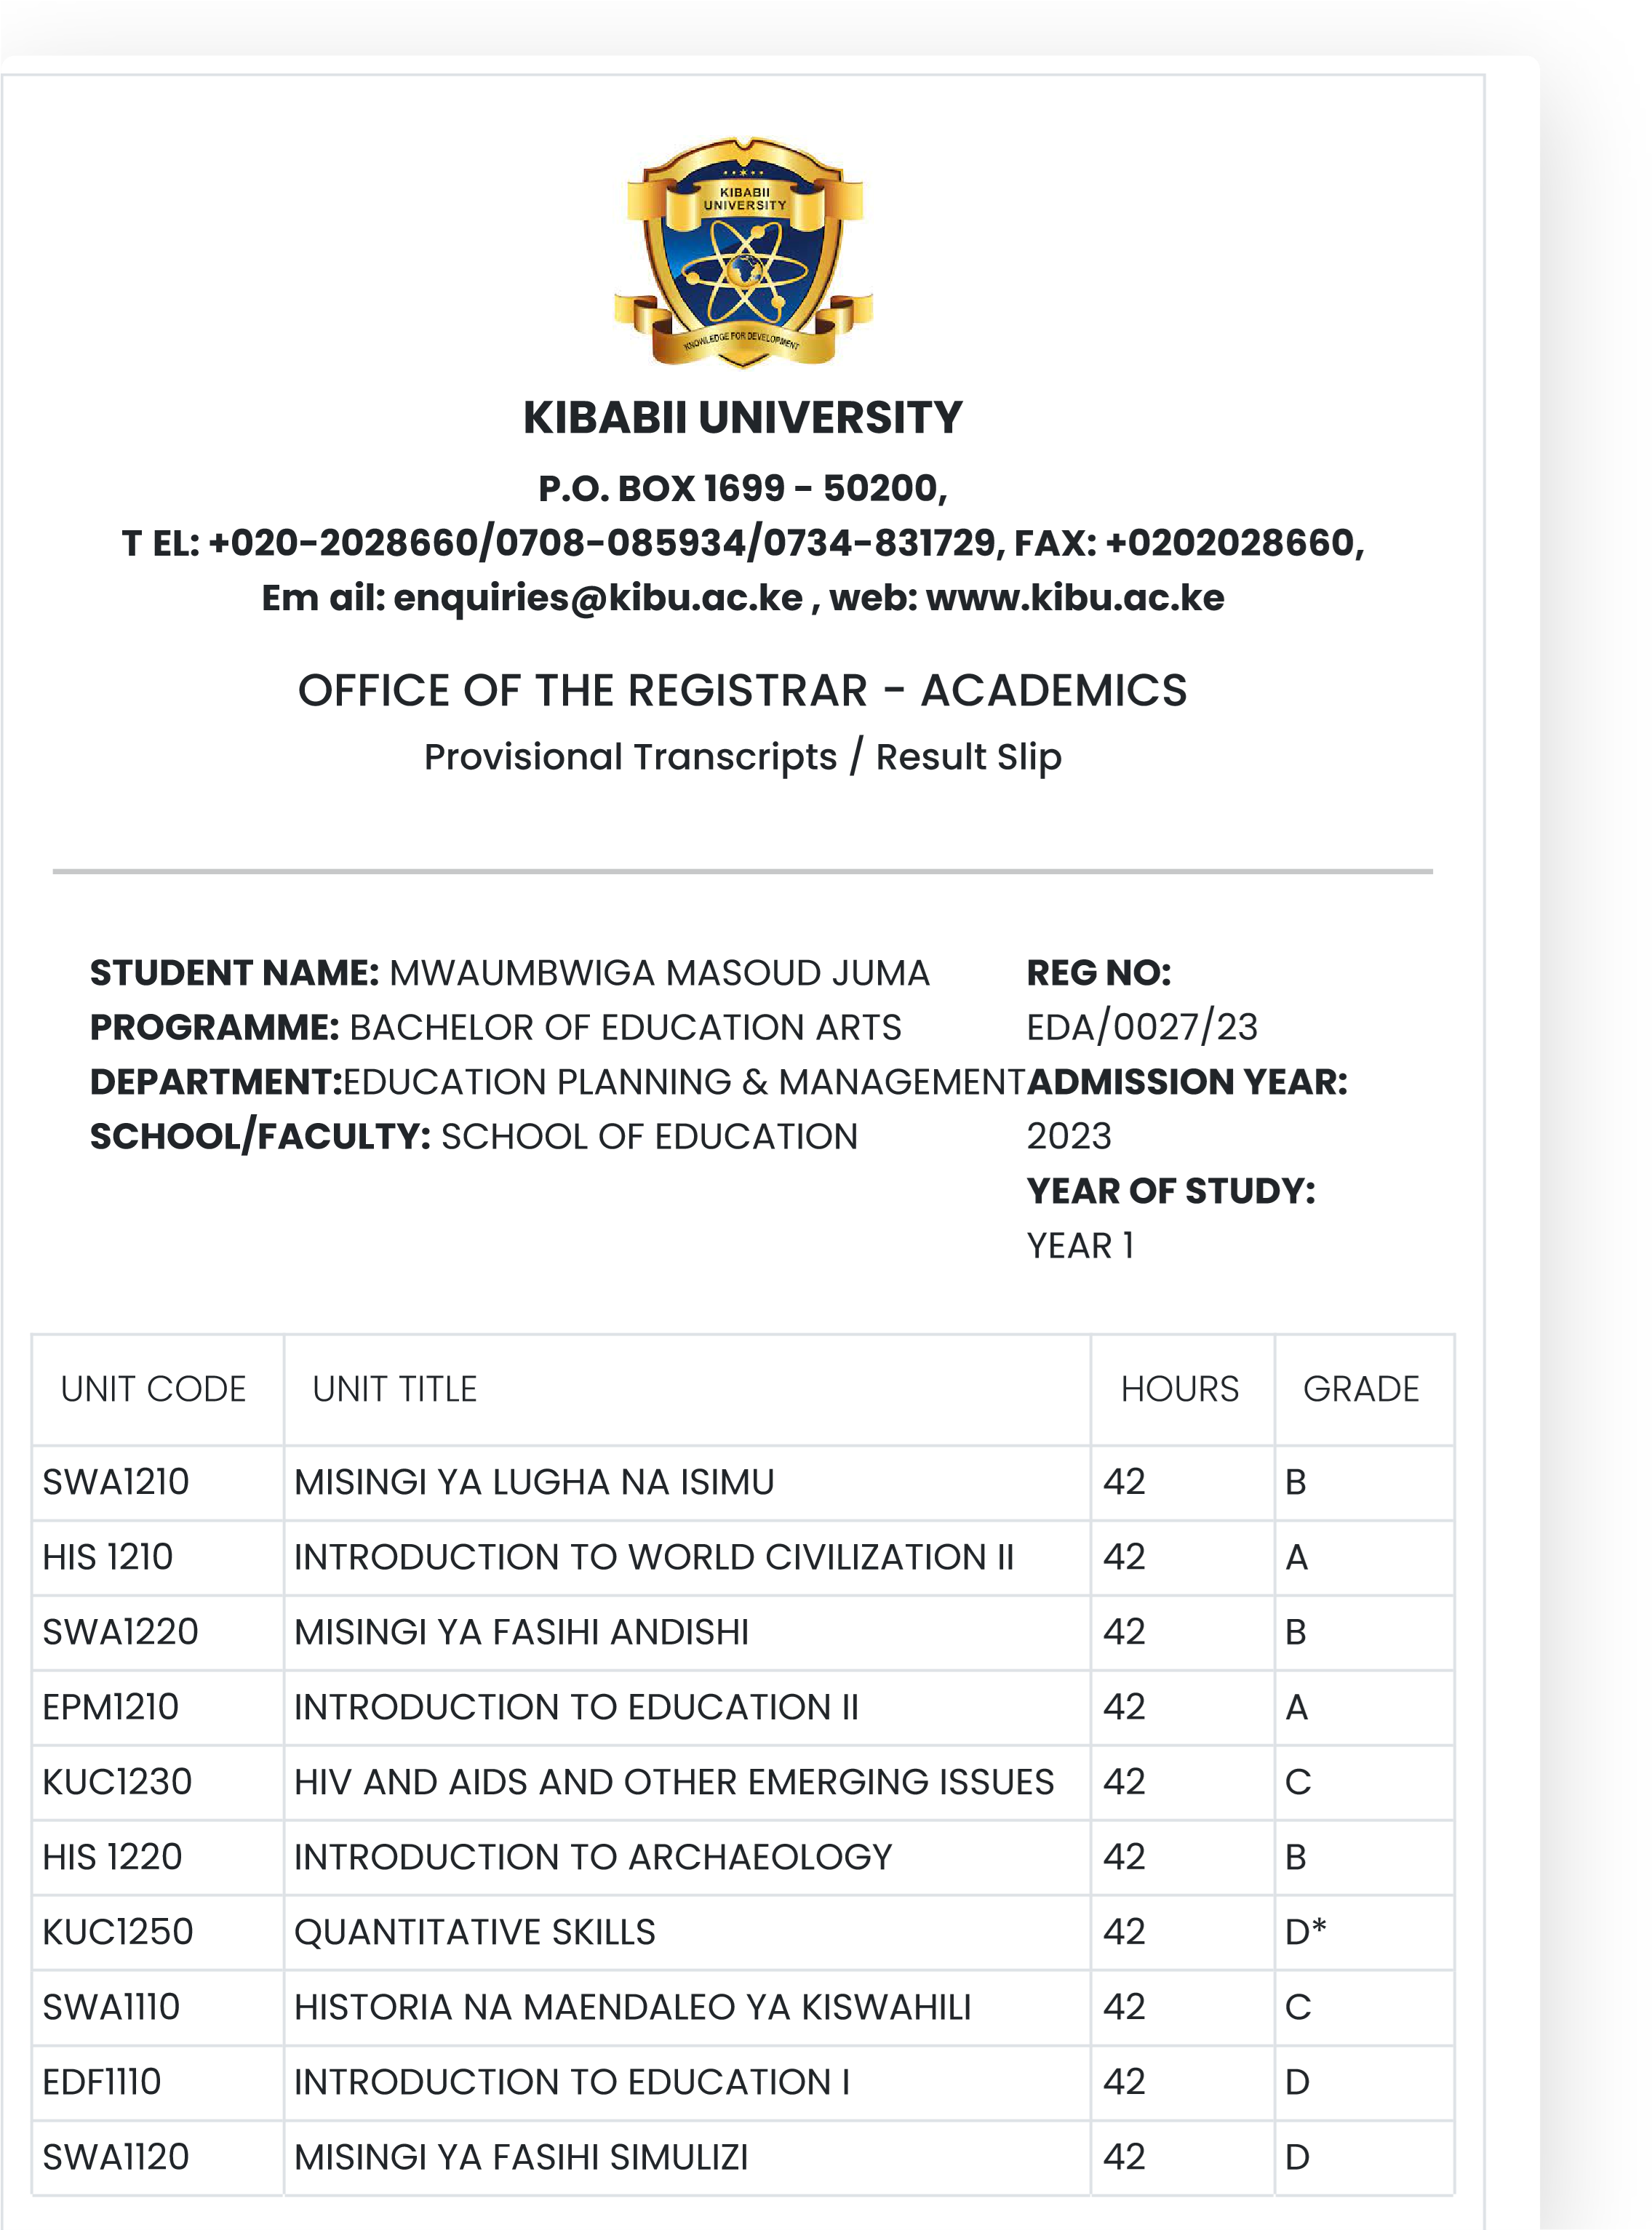 KIBABII
UNIVERSITY
KNOWLEDGE FOR DEVELOPMENT
KIBABII UNIVERSITY
P.O. BOX 1699 - 50200,
T EL: +020-2028660/0708-085934/0734-831729, FAX: +0202028660,
Em ail: enquiries@kibu.ac.ke , web: www.kibu.ac.ke
OFFICE OF THE REGISTRAR - ACADEMICS
Provisional Transcripts / Result Slip
STUDENT NAME: MWAUMBWIGA MASOUD JUMA
PROGRAMME: BACHELOR OF EDUCATION ARTS
DEPARTMENT:EDUCATION PLANNING & MANAGEMENT
SCHOOL/FACULTY: SCHOOL OF EDUCATION
REG NO:
EDA/0027/23
ADMISSION YEAR:
2023
YEAR OF STUDY:
YEAR 1
UNIT CODE UNIT TITLE HOURS GRADE
SWA1210 MISINGI YA LUGHA NA ISIMU 42 B
HIS 1210 INTRODUCTION TO WORLD CIVILIZATION II 42 A
SWA1220 MISINGI YA FASIHI ANDISHI 42 B
EPM1210 INTRODUCTION TO EDUCATION II 42 A
KUC1230 HIV AND AIDS AND OTHER EMERGING ISSUES 42 C
HIS 1220 INTRODUCTION TO ARCHAEOLOGY 42 B
KUC1250 QUANTITATIVE SKILLS 42 D*
SWA1110 HISTORIA NA MAENDALEO YA KISWAHILI 42 C
EDF1110 INTRODUCTION TO EDUCATION I 42 D
SWA1120 MISINGI YA FASIHI SIMULIZI 42 D